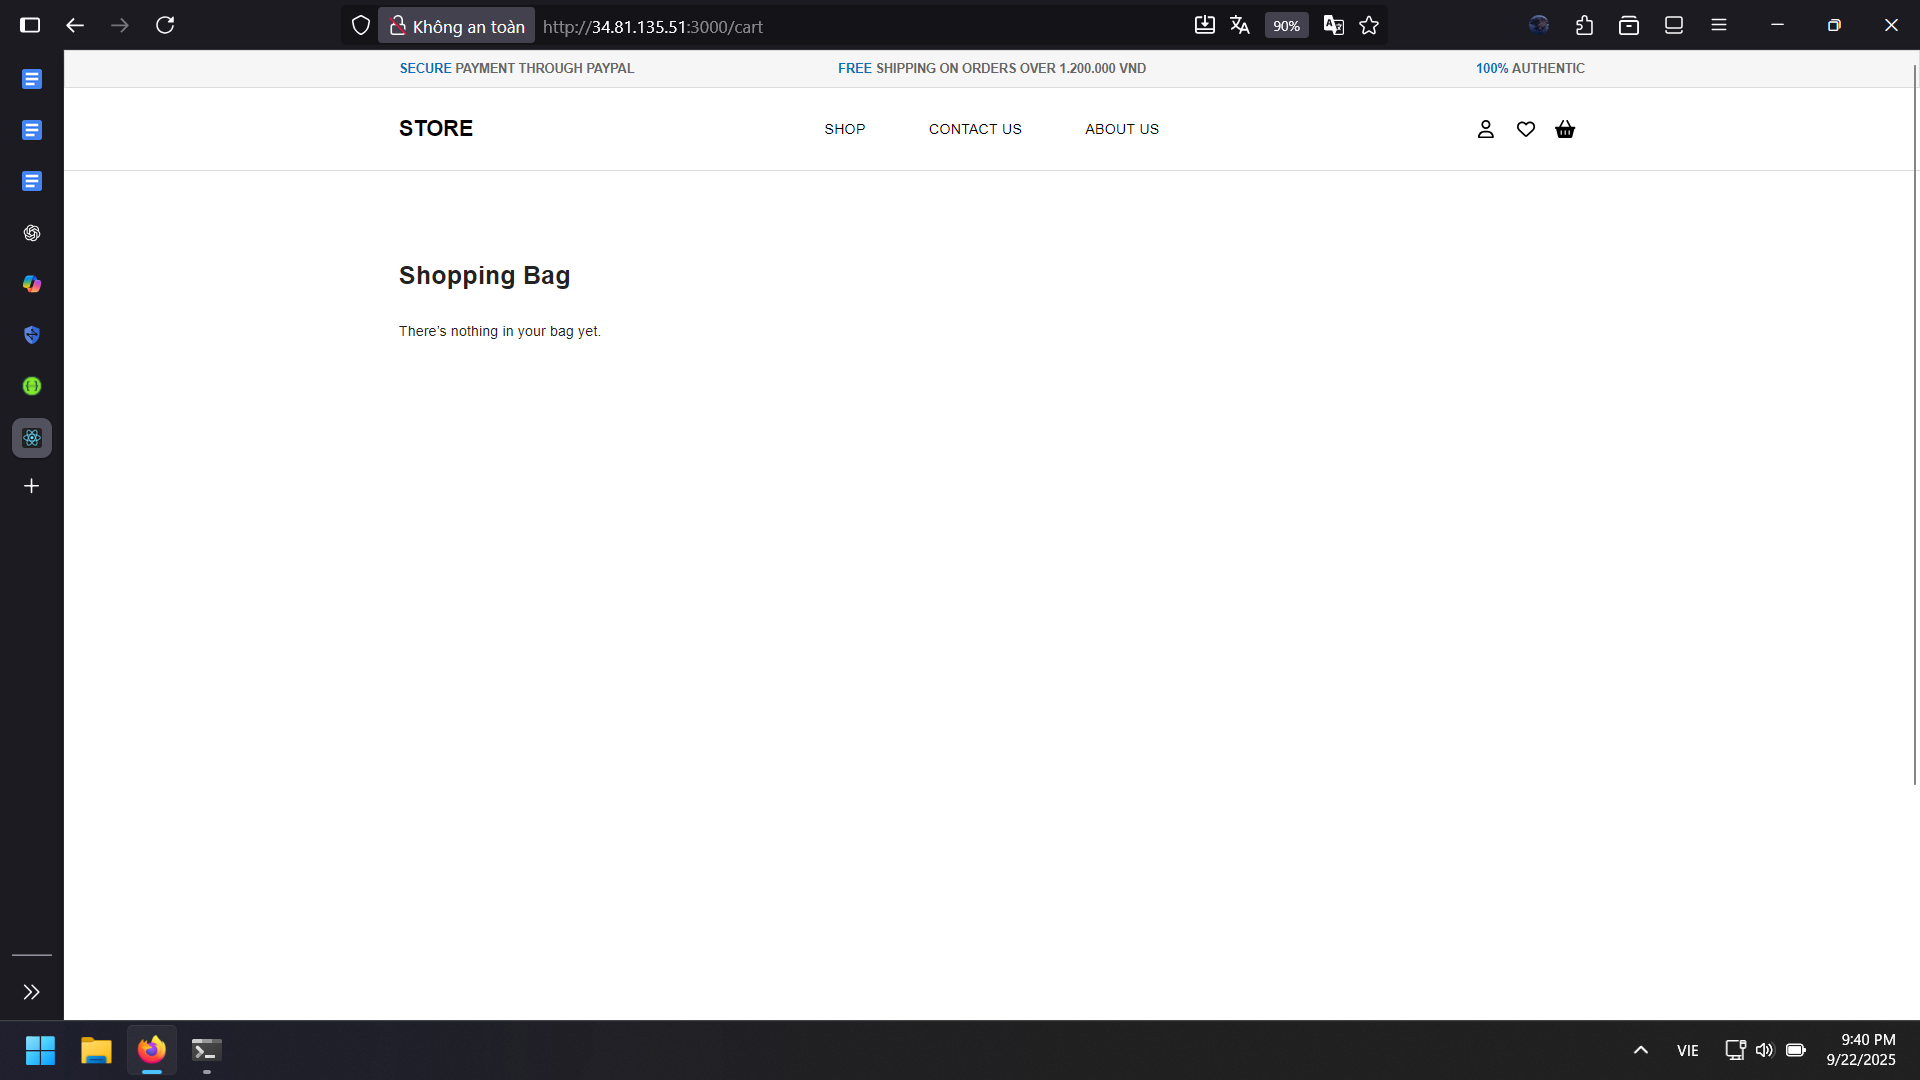 Không an toàn
http://34.81.135.51:3000/cart
90%
SECURE PAYMENT THROUGH PAYPAL
FREE SHIPPING ON ORDERS OVER 1.200.000 VND
100% AUTHENTIC
STORE
SHOP
CONTACT US
ABOUT US
Shopping Bag
There's nothing in your bag yet.
VIE
9:40 PM
9/22/2025